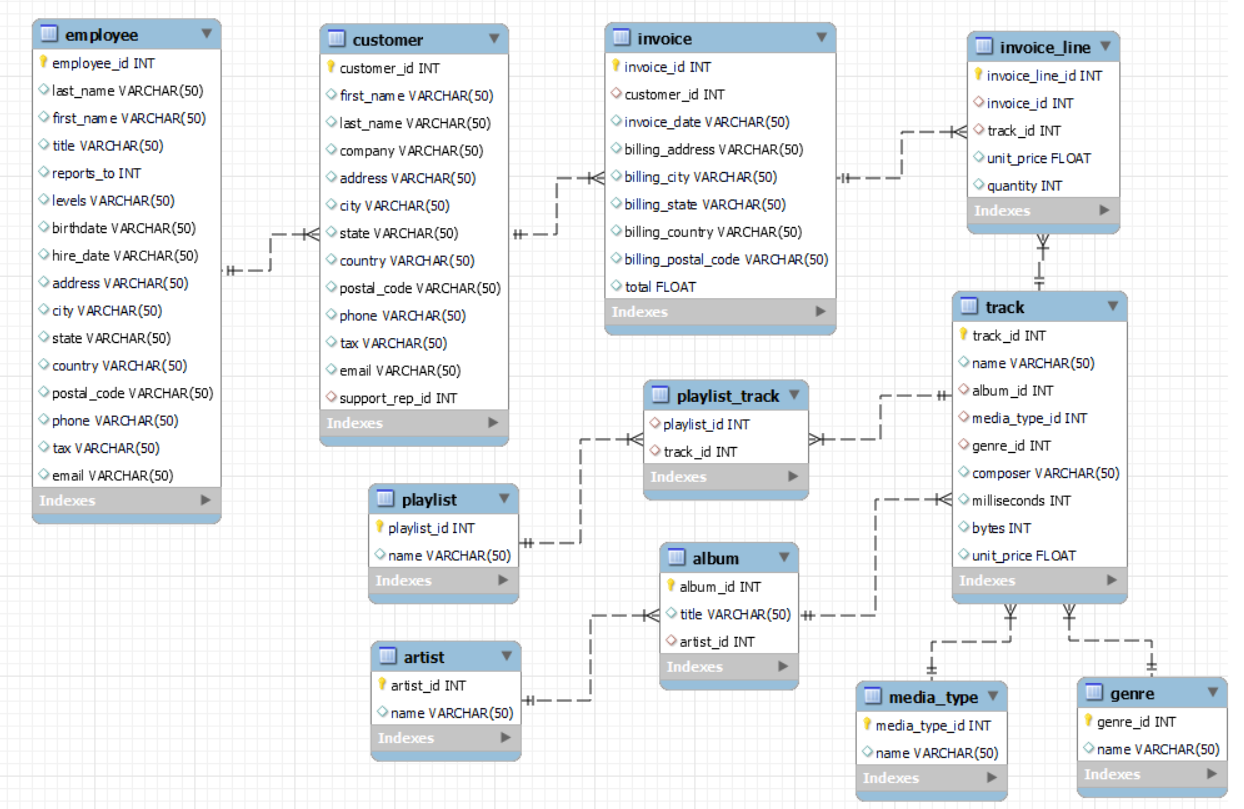 employee
employee_id INT
last_name VARCHAR(50)
first_name VARCHAR(50)
title VARCHAR(50)
reports_to INT
levels VARCHAR(50)
birthdate VARCHAR(50)
hire_date VARCHAR(50)
address VARCHAR(50)
city VARCHAR(50)
state VARCHAR(50)
country VARCHAR(50)
postal_code VARCHAR(50)
phone VARCHAR(50)
tax VARCHAR(50)
email VARCHAR(50)
Indexes
customer
customer_id INT
first_name VARCHAR(50)
last_name VARCHAR(50)
company VARCHAR(50)
address VARCHAR(50)
city VARCHAR(50)
state VARCHAR(50)
country VARCHAR(50)
postal_code VARCHAR(50)
phone VARCHAR(50)
tax VARCHAR(50)
email VARCHAR(50)
support_rep_id INT
Indexes
invoice
invoice_id INT
customer_id INT
invoice_date VARCHAR(50)
billing_address VARCHAR(50)
billing_city VARCHAR(50)
billing_state VARCHAR(50)
billing_country VARCHAR(50)
billing_postal_code VARCHAR(50)
total FLOAT
Indexes
invoice_line
invoice_line_id INT
invoice_id INT
track_id INT
unit_price FLOAT
quantity INT
Indexes
track
track_id INT
name VARCHAR(50)
album_id INT
media_type_id INT
genre_id INT
composer VARCHAR(50)
milliseconds INT
bytes INT
unit_price FLOAT
Indexes
playlist_track
playlist_id INT
track_id INT
Indexes
playlist
playlist_id INT
name VARCHAR(50)
Indexes
album
album_id INT
title VARCHAR(50)
artist_id INT
Indexes
artist
artist_id INT
name VARCHAR(50)
Indexes
media_type
media_type_id INT
name VARCHAR(50)
Indexes
genre
genre_id INT
name VARCHAR(50)
Indexes